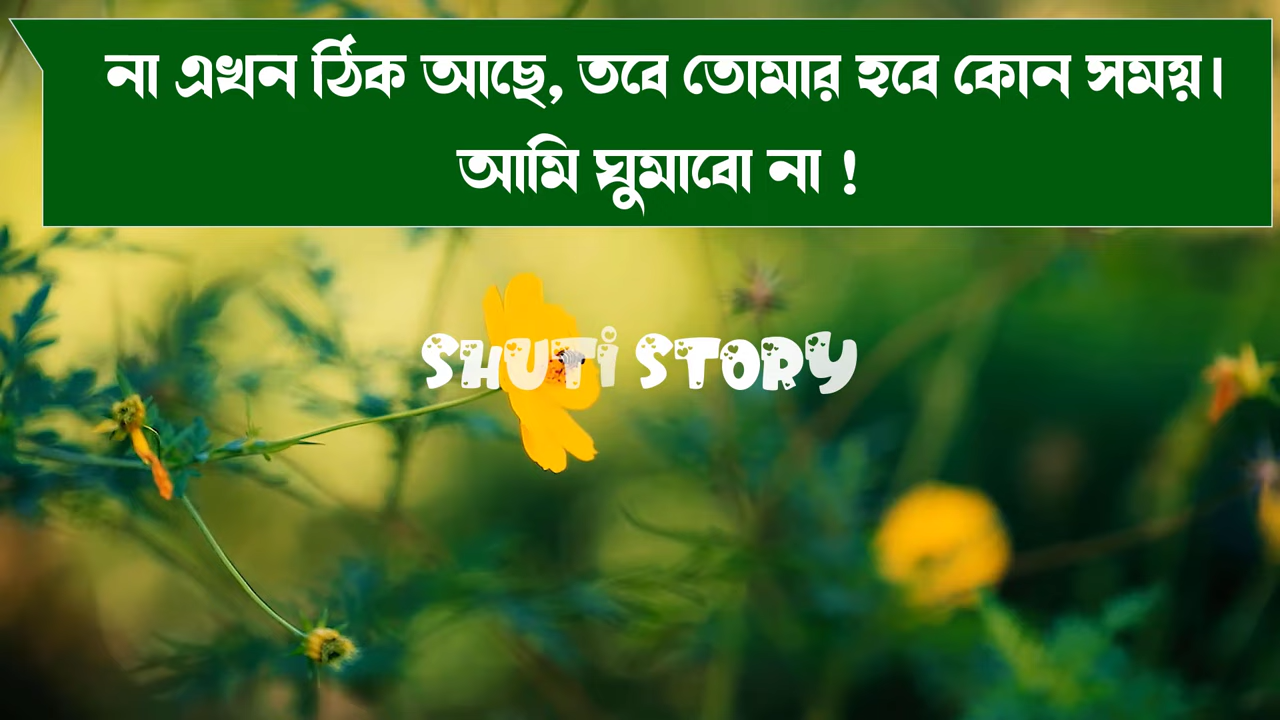 না এখন ঠিক আছে, তবে তোমার হবে কোন সময়।
আমি ঘুমাবো না !
SHUTI STORY